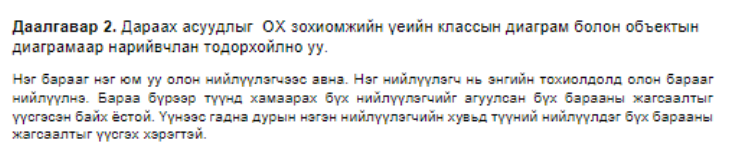 Даалгавар 2. Дараах асуудлыг ОХ зохиомжийн үеийн классын диаграм болон объектын
диаграмаар нарийвчлан тодорхойлно уу.
Нэг барааг нэг юм уу олон нийлүүлэгчээс авна. Нэг нийлүүлэгч нь энгийн тохиолдолд олон барааг
нийлүүлнэ. Бараа бүрээр түүнд хамаарах бүх нийлүүлэгчийг агуулсан бүх барааны жагсаалтыг
үүсгэсэн байх ёстой. Үүнээс гадна дурын нэгэн нийлүүлэгчийн хувьд түүний нийлүүлдэг бүх барааны
жагсаалтыг үүсгэх хэрэгтэй.